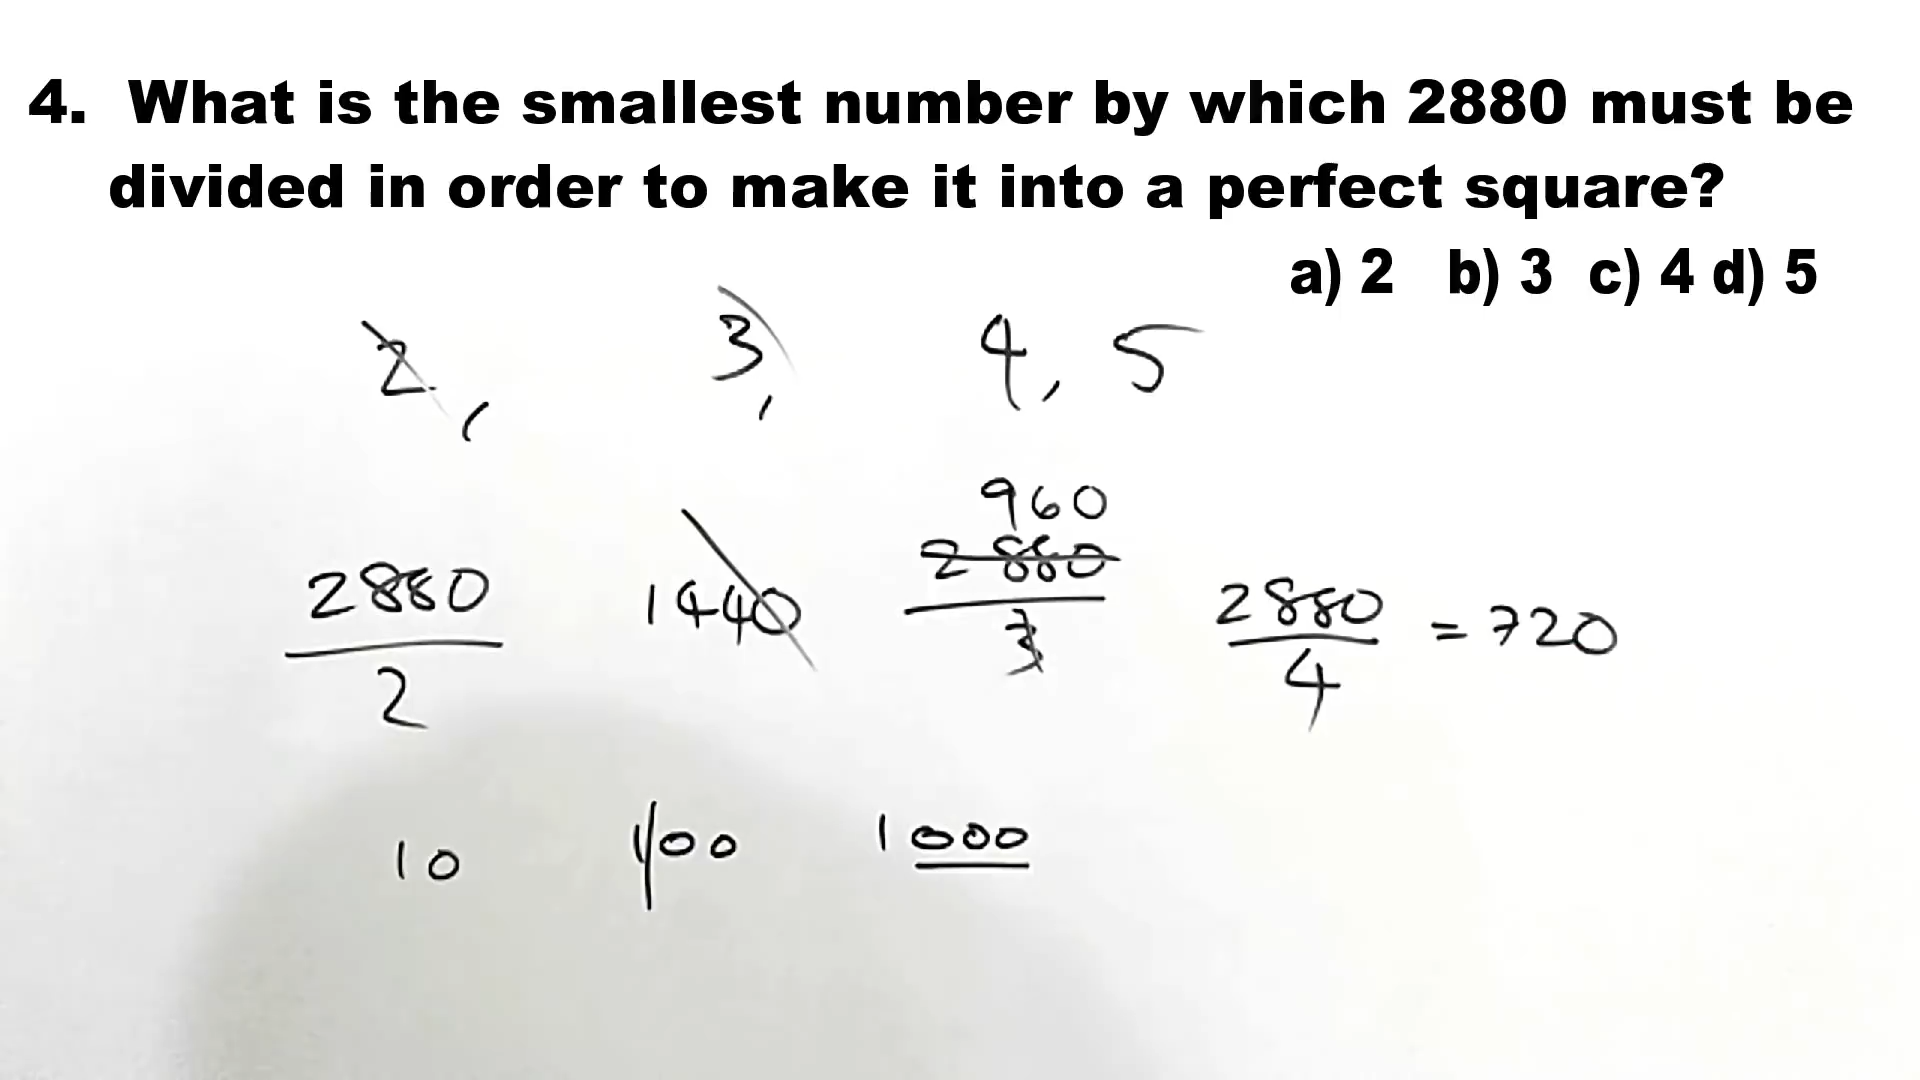 4. What is the smallest number by which 2880 must be
divided in order to make it into a perfect square?
a) 2 b) 3 c) 4 d) 5
2, 3, 4, 5
960
2880 1440 2880 2880 = 720
2 3 4
10 100 1000